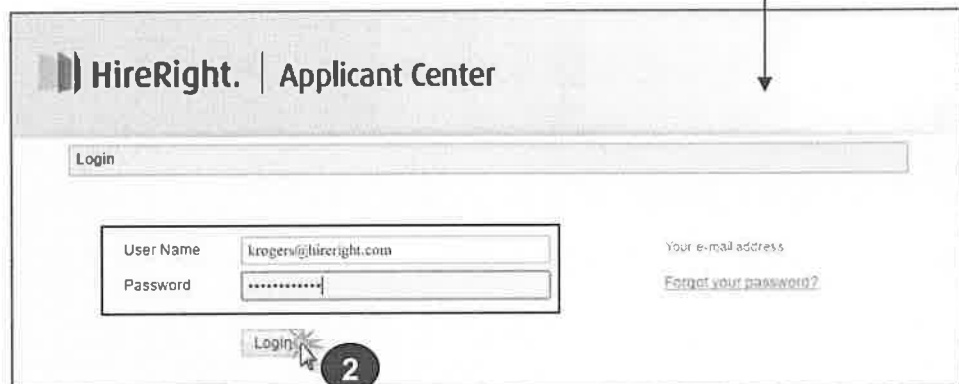 HireRight. | Applicant Center
Login
User Name krogers@hireright.com Your e-mail address
Password •••••••••••• Forgot your password?
Login
2